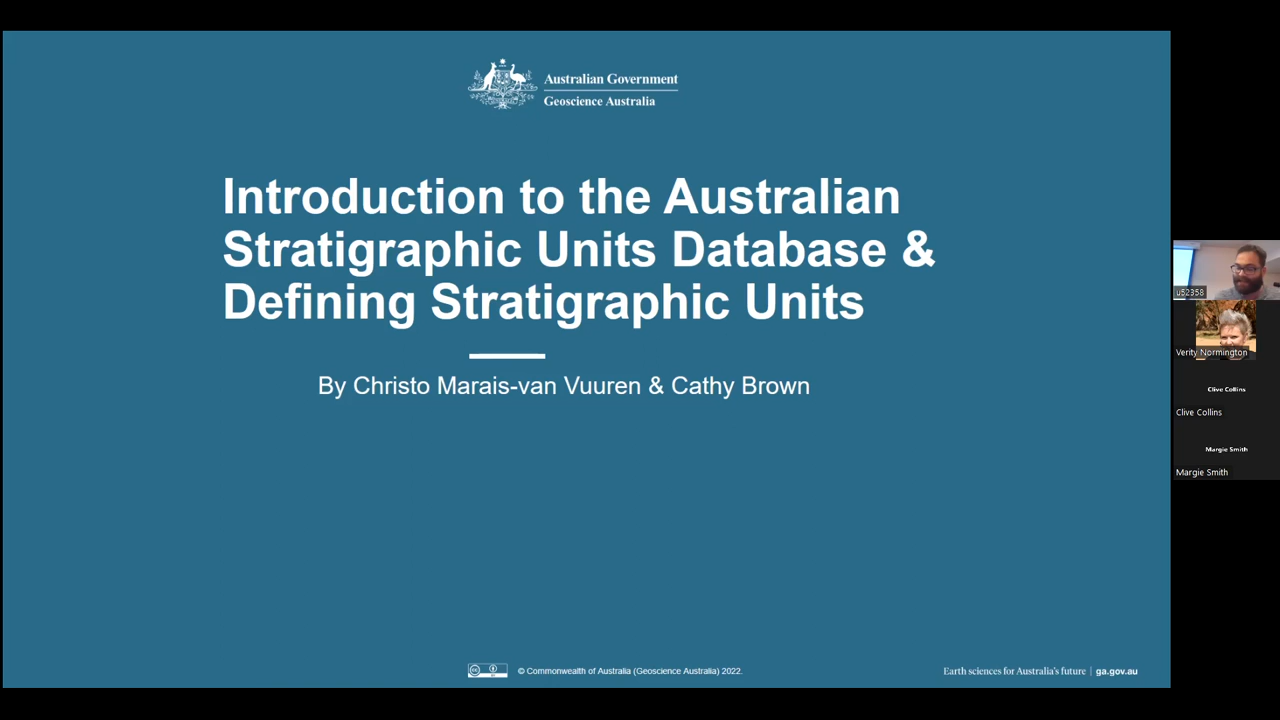 Australian Government
Geoscience Australia
Introduction to the Australian
Stratigraphic Units Database &
Defining Stratigraphic Units
By Christo Marais-van Vuuren & Cathy Brown
© Commonwealth of Australia (Geoscience Australia) 2022.
Earth sciences for Australia's future | ga.gov.au
u52358
Verity Normington
Clive Collins
Clive Collins
Margie Smith
Margie Smith